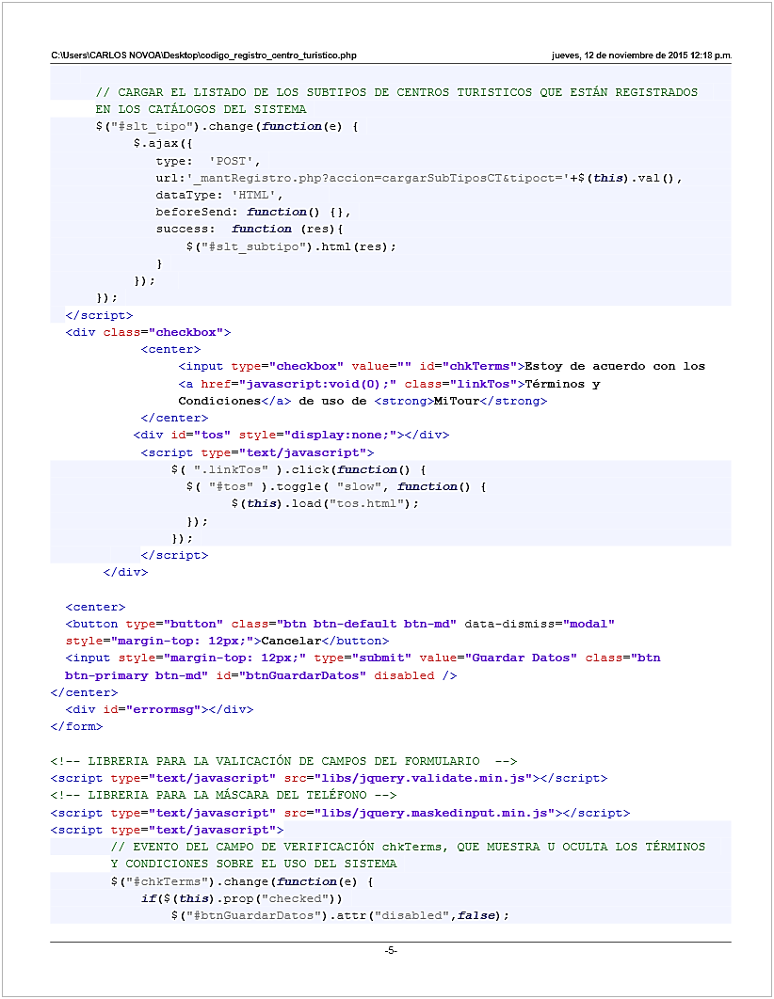 C:\Users\CARLOS NOVOA\Desktop\codigo_registro_centro_turistico.php jueves, 12 de noviembre de 2015 12:18 p.m.
// CARGAR EL LISTADO DE LOS SUBTIPOS DE CENTROS TURISTICOS QUE ESTÁN REGISTRADOS
EN LOS CATÁLOGOS DEL SISTEMA
$("#slt_tipo").change(function(e) {
$.ajax({
type: 'POST',
url:'_mantRegistro.php?accion=cargarSubTiposCT&tipoct='+$(this).val(),
dataType: 'HTML',
beforeSend: function() {},
success: function (res){
$("#slt_subtipo").html(res);
}
});
});
</script>
<div class="checkbox">
<center>
<input type="checkbox" value="" id="chkTerms">Estoy de acuerdo con los
<a href="javascript:void(0);" class="linkTos">Términos y
Condiciones</a> de uso de <strong>MiTour</strong>
</center>
<div id="tos" style="display:none;"></div>
<script type="text/javascript">
$( ".linkTos" ).click(function() {
$( "#tos" ).toggle( "slow", function() {
$(this).load("tos.html");
});
});
</script>
</div>
<center>
<button type="button" class="btn btn-default btn-md" data-dismiss="modal"
style="margin-top: 12px;">Cancelar</button>
<input style="margin-top: 12px;" type="submit" value="Guardar Datos" class="btn
btn-primary btn-md" id="btnGuardarDatos" disabled />
</center>
<div id="errormsg"></div>
</form>
<!-- LIBRERIA PARA LA VALICACIÓN DE CAMPOS DEL FORMULARIO -->
<script type="text/javascript" src="libs/jquery.validate.min.js"></script>
<!-- LIBRERIA PARA LA MÁSCARA DEL TELÉFONO -->
<script type="text/javascript" src="libs/jquery.maskedinput.min.js"></script>
<script type="text/javascript">
// EVENTO DEL CAMPO DE VERIFICACIÓN chkTerms, QUE MUESTRA U OCULTA LOS TÉRMINOS
Y CONDICIONES SOBRE EL USO DEL SISTEMA
$("#chkTerms").change(function(e) {
if($(this).prop("checked"))
$("#btnGuardarDatos").attr("disabled",false);
-5-